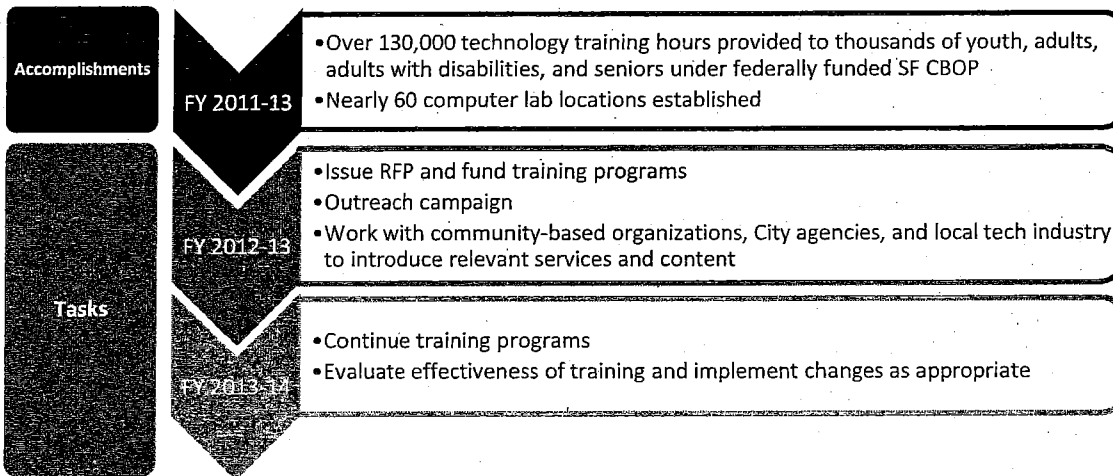 Accomplishments
FY 2011-13
•Over 130,000 technology training hours provided to thousands of youth, adults,
adults with disabilities, and seniors under federally funded SF CBOP
•Nearly 60 computer lab locations established
Tasks
FY 2012-13
•Issue RFP and fund training programs
•Outreach campaign
•Work with community-based organizations, City agencies, and local tech industry
to introduce relevant services and content
FY 2013-14
•Continue training programs
•Evaluate effectiveness of training and implement changes as appropriate